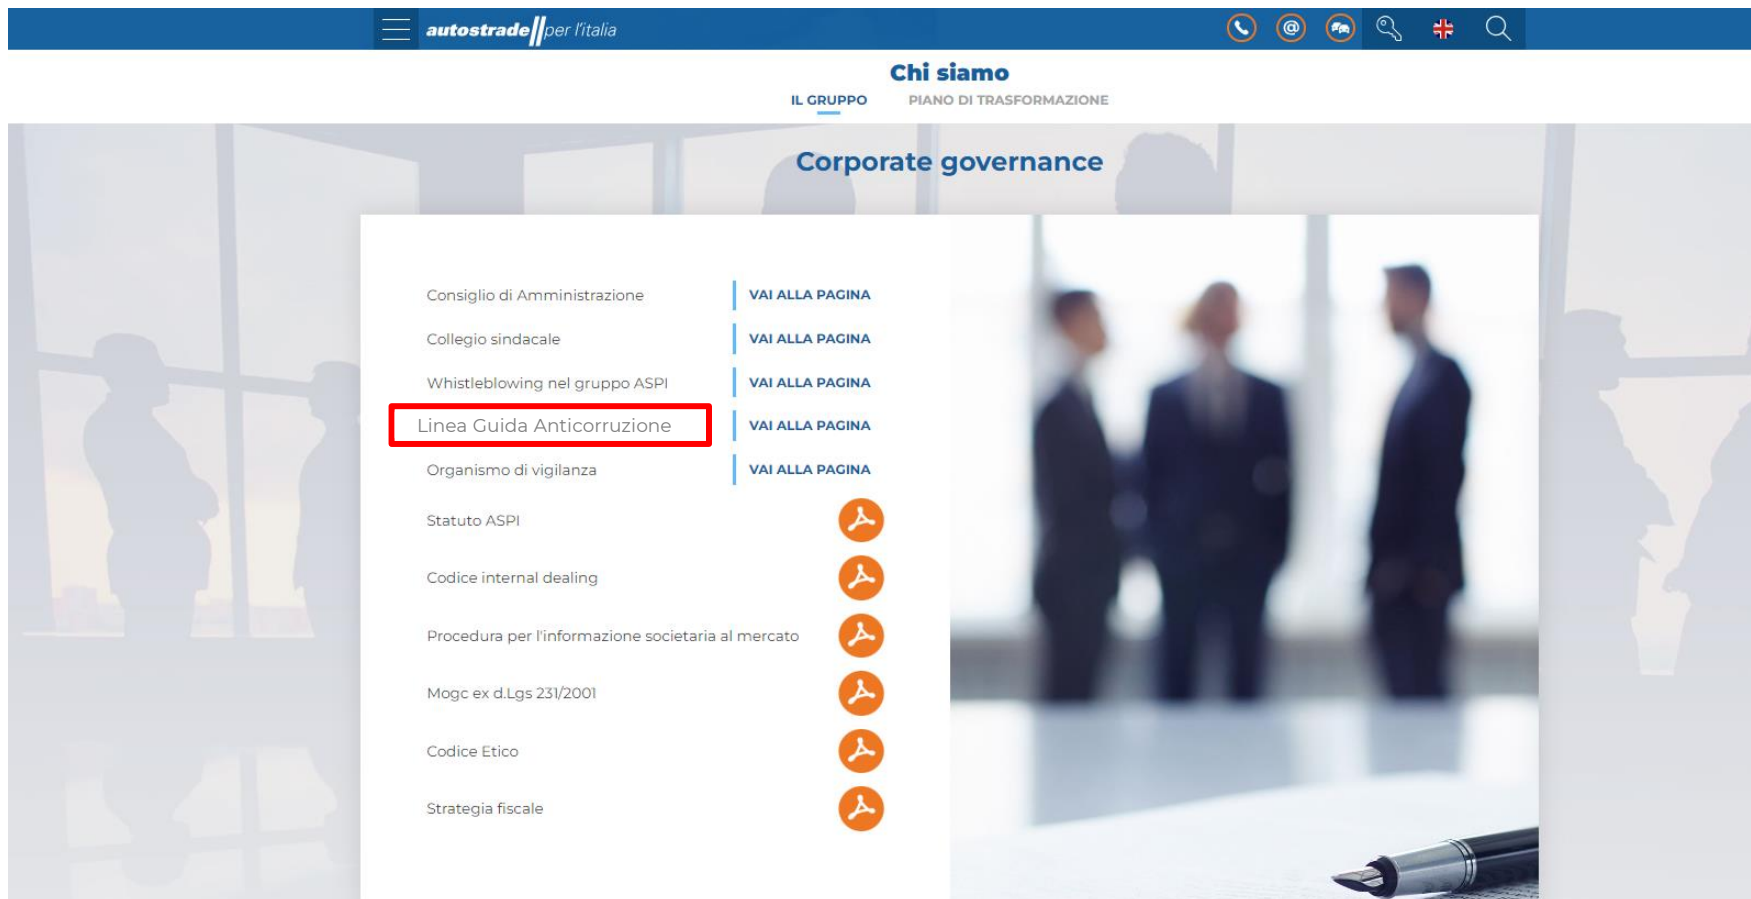 autostrade//per l'italia
Chi siamo
IL GRUPPO PIANO DI TRASFORMAZIONE
Corporate governance
Consiglio di Amministrazione VAI ALLA PAGINA
Collegio sindacale VAI ALLA PAGINA
Whistleblowing nel gruppo ASPI VAI ALLA PAGINA
Linea Guida Anticorruzione VAI ALLA PAGINA
Organismo di vigilanza VAI ALLA PAGINA
Statuto ASPI
Codice internal dealing
Procedura per l'informazione societaria al mercato
Mogc ex d.Lgs 231/2001
Codice Etico
Strategia fiscale